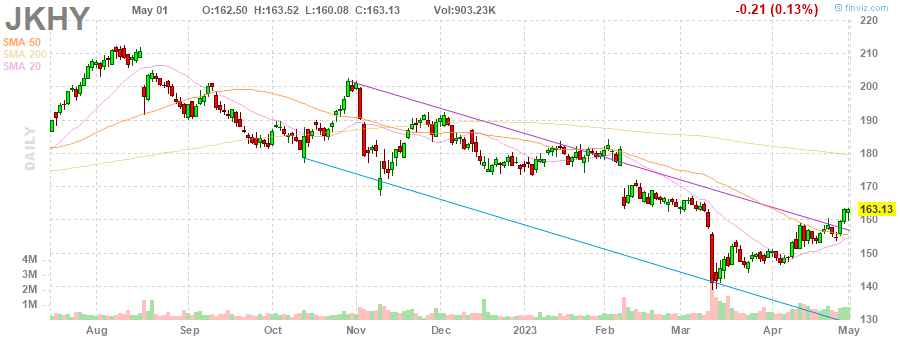 JKHY May 01 O:162.50 H:163.52 L:160.08 C:163.13 Vol:903.23K -0.21 (0.13%) © finviz.com
SMA 50
SMA 200
SMA 20
DAILY
220
210
200
190
180
170
163.13
160
150
140
130
4M
3M
2M
1M
Aug Sep Oct Nov Dec 2023 Feb Mar Apr May